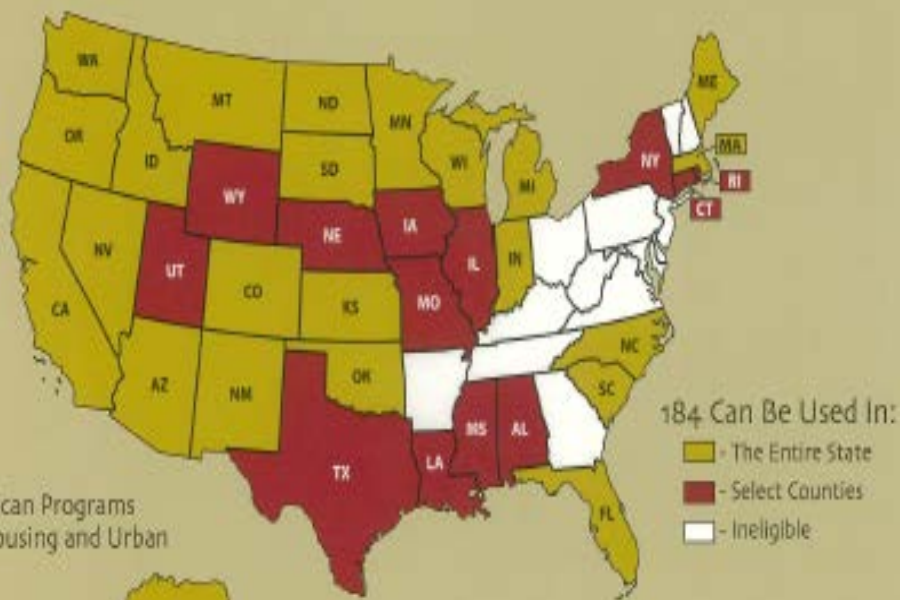 WA
MT
ND
MN
ME
OR
ID
SD
WI
MI
NY
MA
RI
CT
WY
NE
IA
IL
IN
NV
UT
CO
KS
MO
CA
AZ
NM
OK
NC
SC
TX
LA
MS
AL
FL
184 Can Be Used In:
- The Entire State
- Select Counties
- Ineligible
can Programs
ousing and Urban